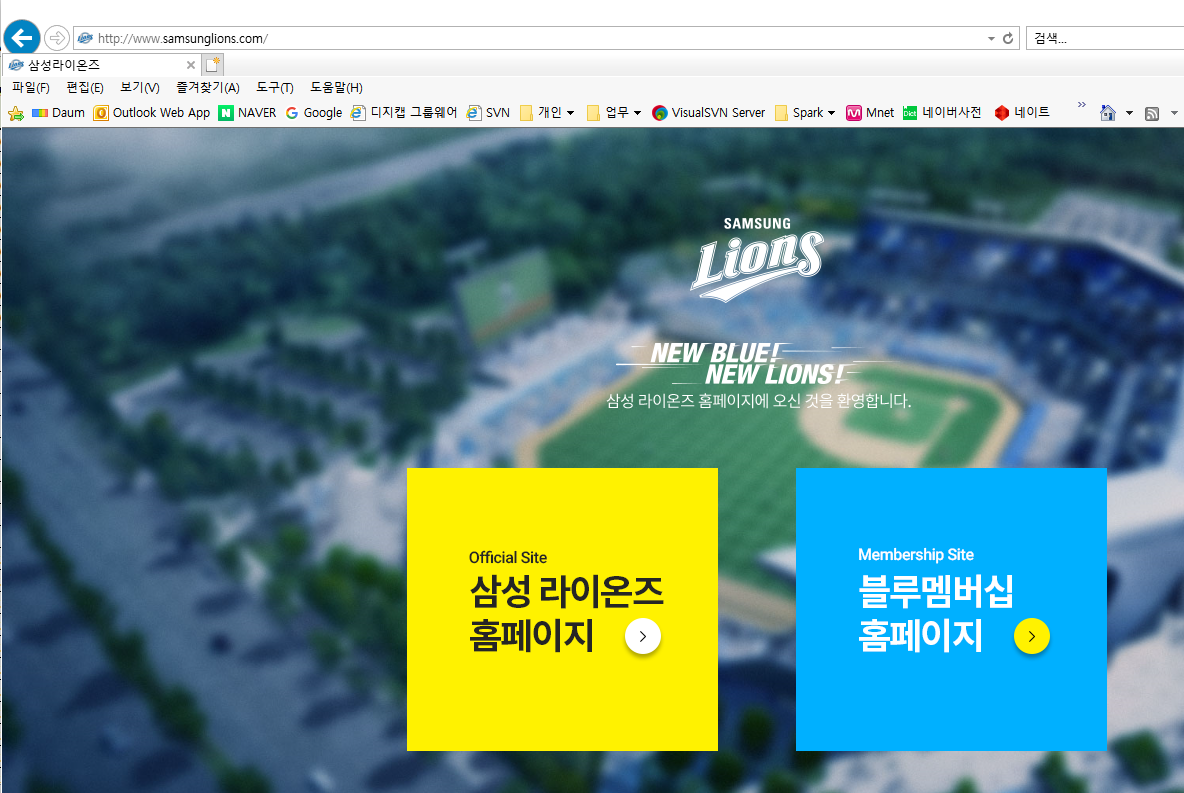 http://www.samsunglions.com/
검색...
삼성라이온즈
파일(F) 편집(E) 보기(V) 즐겨찾기(A) 도구(T) 도움말(H)
Daum Outlook Web App NAVER Google 디지캡 그룹웨어 SVN 개인 업무 VisualSVN Server Spark Mnet 네이버사전 네이트
SAMSUNG
Lions
NEW BLUE!
NEW LIONS!
삼성 라이온즈 홈페이지에 오신 것을 환영합니다.
Official Site
삼성 라이온즈
홈페이지
Membership Site
블루멤버십
홈페이지